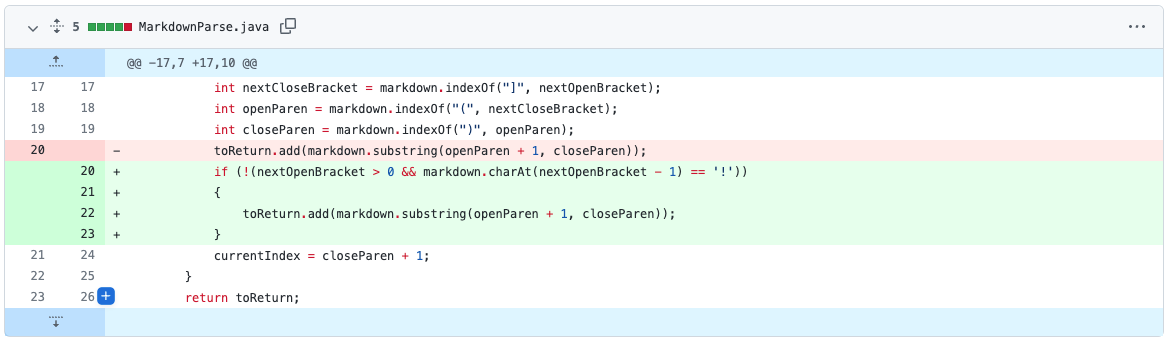 5 MarkdownParse.java
@@ -17,7 +17,10 @@
17 17 int nextCloseBracket = markdown.indexOf("]", nextOpenBracket);
18 18 int openParen = markdown.indexOf("(", nextCloseBracket);
19 19 int closeParen = markdown.indexOf(")", openParen);
20 - toReturn.add(markdown.substring(openParen + 1, closeParen));
20 + if (!(nextOpenBracket > 0 && markdown.charAt(nextOpenBracket - 1) == '!'))
21 + {
22 + toReturn.add(markdown.substring(openParen + 1, closeParen));
23 + }
21 24 currentIndex = closeParen + 1;
22 25 }
23 26 + return toReturn;